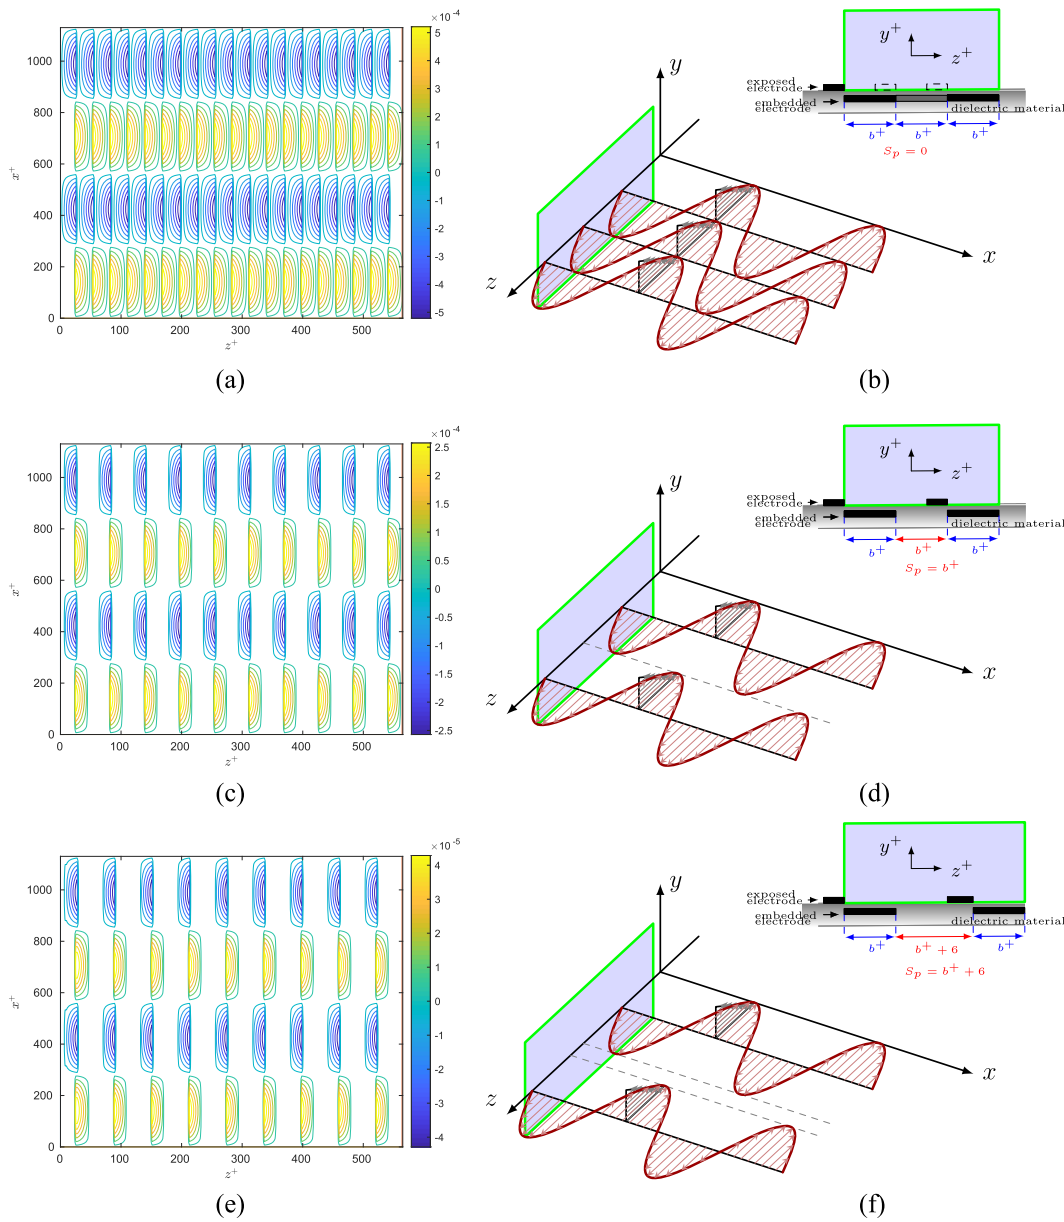 ×10 -4
1000
800
600
400
200
0
x+
0 100 200 300 400 500
z+
5
4
3
2
1
0
-1
-2
-3
-4
-5
(a)
y
x
z
y+
z+
exposed
electrode
embedded
electrode
dielectric material
b+ b+ b+
Sp = 0
(b)
×10 -4
1000
800
600
400
200
0
x+
0 100 200 300 400 500
z+
2.5
2
1.5
1
0.5
0
-0.5
-1
-1.5
-2
-2.5
(c)
y
x
z
y+
z+
exposed
electrode
embedded
electrode
dielectric material
b+ b+ b+
Sp = b+
(d)
×10 -5
1000
800
600
400
200
0
x+
0 100 200 300 400 500
z+
4
3
2
1
0
-1
-2
-3
-4
(e)
y
x
z
y+
z+
exposed
electrode
embedded
electrode
dielectric material
b+ b+ + 6 b+
Sp = b+ + 6
(f)